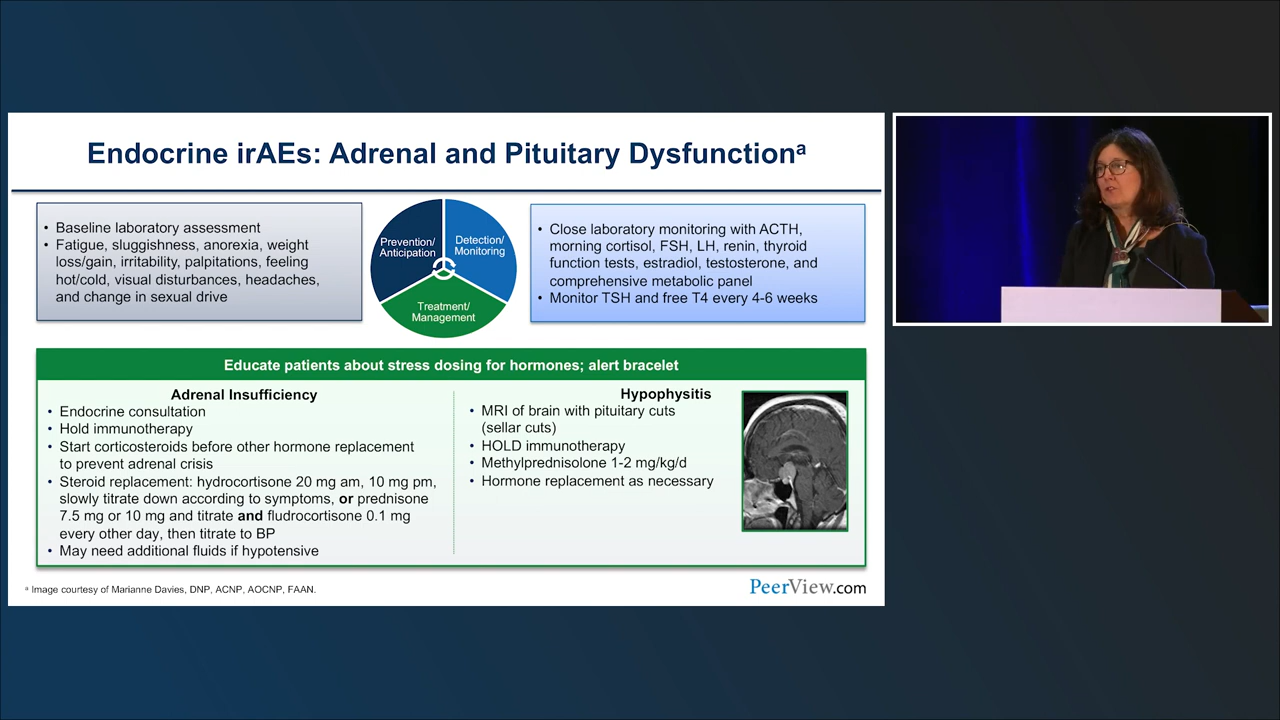 Endocrine irAEs: Adrenal and Pituitary Dysfunctionᵃ
• Baseline laboratory assessment
• Fatigue, sluggishness, anorexia, weight
loss/gain, irritability, palpitations, feeling
hot/cold, visual disturbances, headaches,
and change in sexual drive
Prevention/
Anticipation
Detection/
Monitoring
Treatment/
Management
• Close laboratory monitoring with ACTH,
morning cortisol, FSH, LH, renin, thyroid
function tests, estradiol, testosterone, and
comprehensive metabolic panel
• Monitor TSH and free T4 every 4-6 weeks
Educate patients about stress dosing for hormones; alert bracelet
Adrenal Insufficiency
• Endocrine consultation
• Hold immunotherapy
• Start corticosteroids before other hormone replacement
to prevent adrenal crisis
• Steroid replacement: hydrocortisone 20 mg am, 10 mg pm,
slowly titrate down according to symptoms, or prednisone
7.5 mg or 10 mg and titrate and fludrocortisone 0.1 mg
every other day, then titrate to BP
• May need additional fluids if hypotensive
Hypophysitis
• MRI of brain with pituitary cuts
(sellar cuts)
• HOLD immunotherapy
• Methylprednisolone 1-2 mg/kg/d
• Hormone replacement as necessary
ᵃ Image courtesy of Marianne Davies, DNP, ACNP, AOCNP, FAAN.
PeerView.com